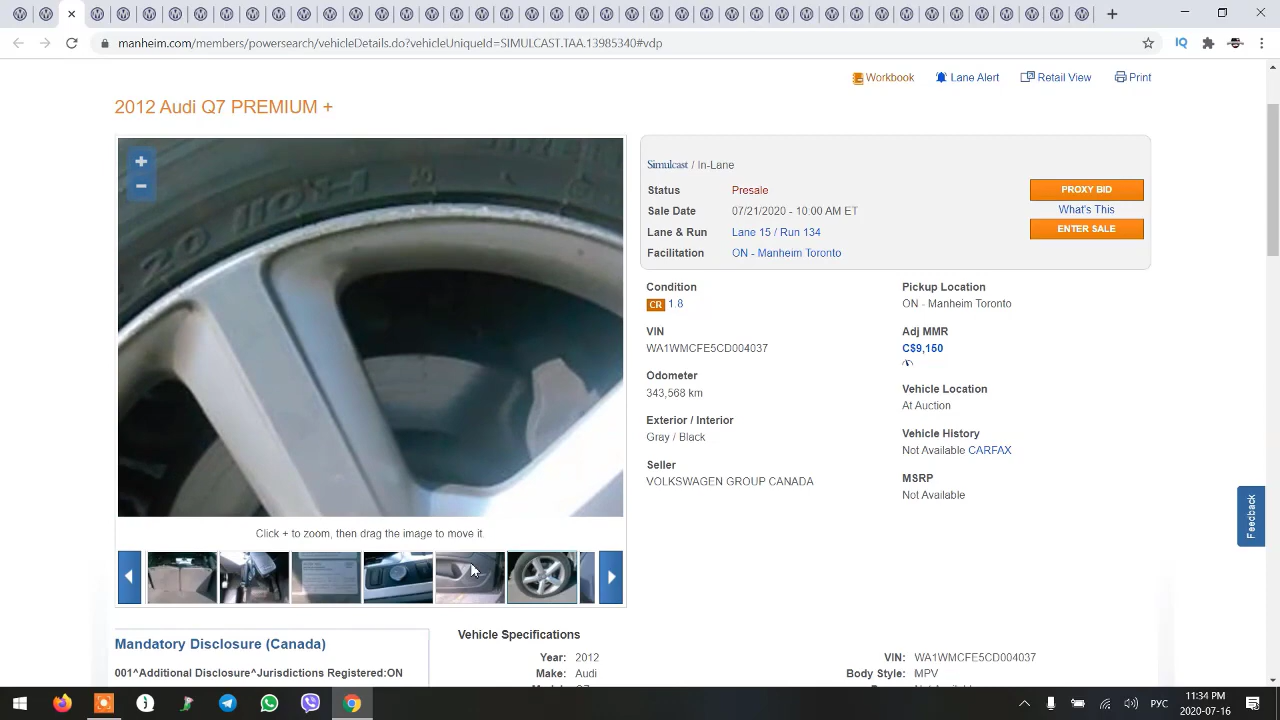 manheim.com/members/powersearch/vehicleDetails.do?vehicleUniqueId=SIMULCAST.TAA.13985340#vdp
Workbook
Lane Alert
Retail View
Print
2012 Audi Q7 PREMIUM +
Simulcast / In-Lane
Status Presale
PROXY BID
Sale Date 07/21/2020 - 10:00 AM ET
What's This
Lane & Run Lane 15 / Run 134
ENTER SALE
Facilitation ON - Manheim Toronto
Condition
CR 1.8
Pickup Location
ON - Manheim Toronto
VIN
WA1WMCFE5CD004037
Adj MMR
C$9,150
Odometer
343,568 km
Vehicle Location
At Auction
Exterior / Interior
Gray / Black
Vehicle History
Not Available CARFAX
Seller
VOLKSWAGEN GROUP CANADA
MSRP
Not Available
Feedback
Click + to zoom, then drag the image to move it.
Mandatory Disclosure (Canada)
001^Additional Disclosure^Jurisdictions Registered:ON
Vehicle Specifications
Year: 2012
VIN: WA1WMCFE5CD004037
Make: Audi
Body Style: MPV
РУС
11:34 PM
2020-07-16